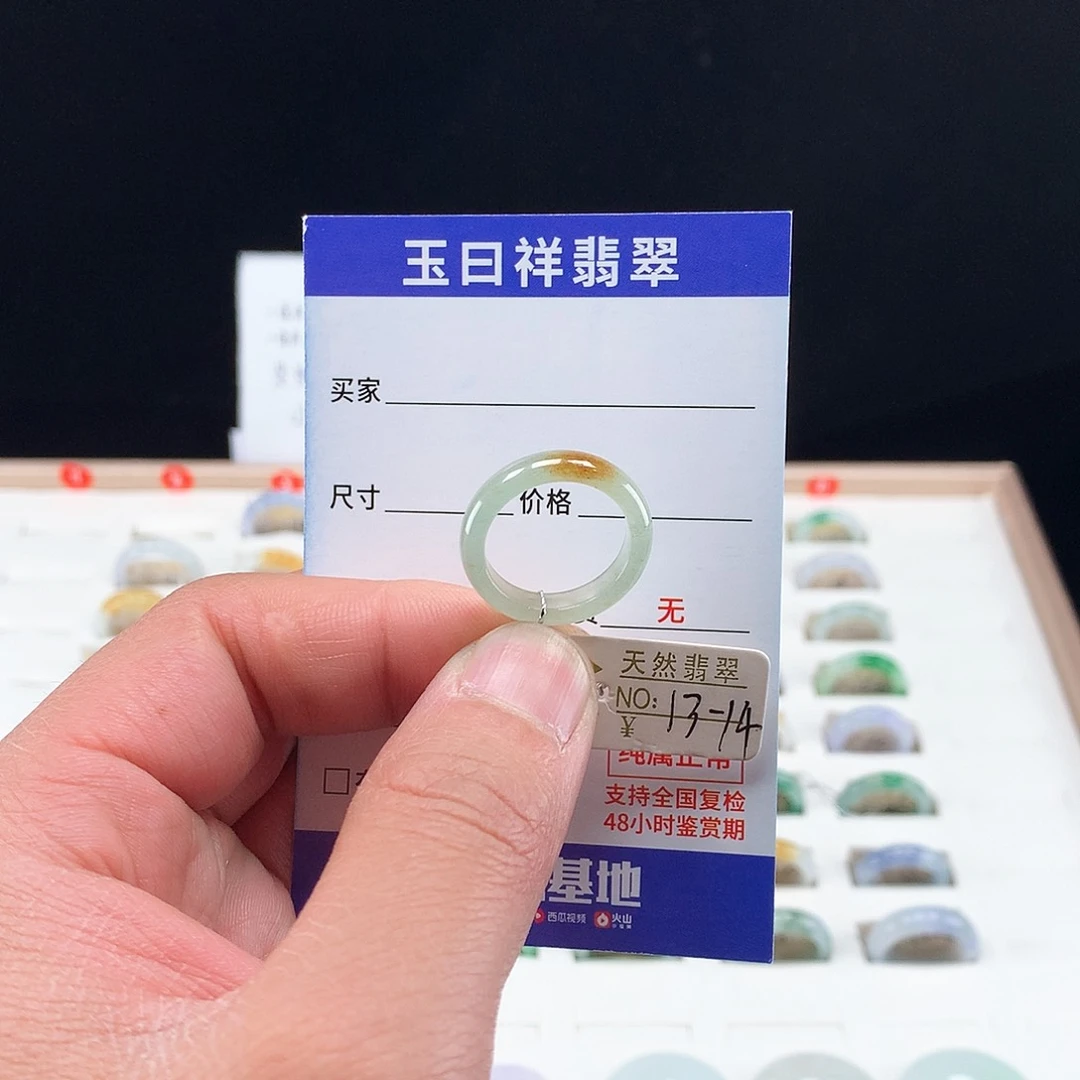 玉曰祥翡翠
买家
尺寸 价格
无
天然翡翠
NO: 13-14
¥
纯属正常
支持全国复检
48小时鉴赏期
基地
西瓜视频 火山